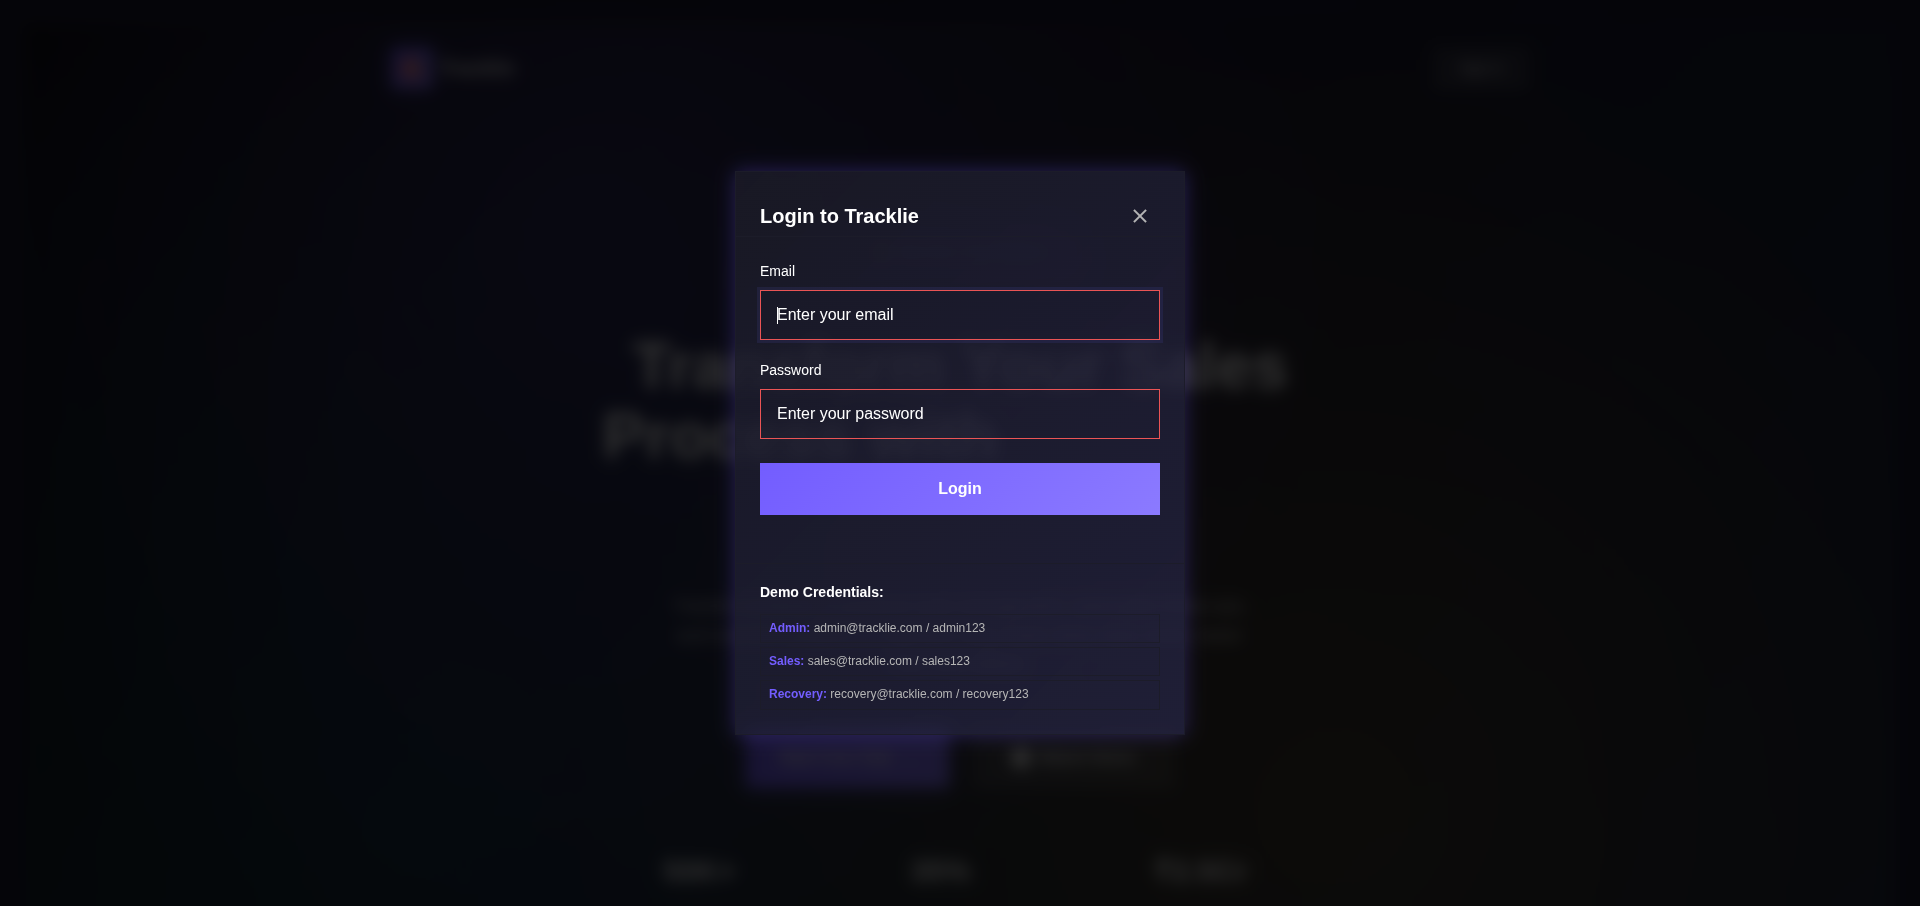 Login to Tracklie
Email
Enter your email
Password
Enter your password
Login
Demo Credentials:
Admin: admin@tracklie.com / admin123
Sales: sales@tracklie.com / sales123
Recovery: recovery@tracklie.com / recovery123